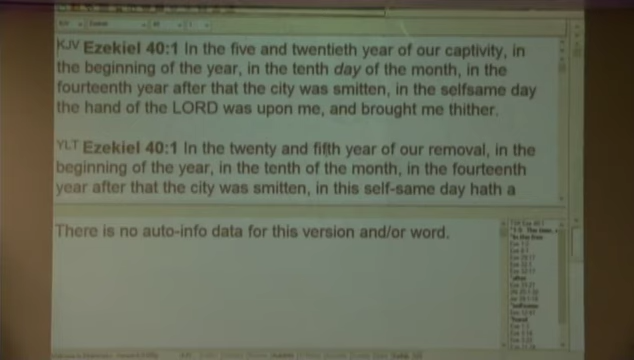 KJV Ezekiel 40:1 In the five and twentieth year of our captivity, in
the beginning of the year, in the tenth day of the month, in the
fourteenth year after that the city was smitten, in the selfsame day
the hand of the LORD was upon me, and brought me thither.
YLT Ezekiel 40:1 In the twenty and fifth year of our removal, in the
beginning of the year, in the tenth of the month, in the fourteenth
year after that the city was smitten, in this self-same day hath a
There is no auto-info data for this version and/or word.